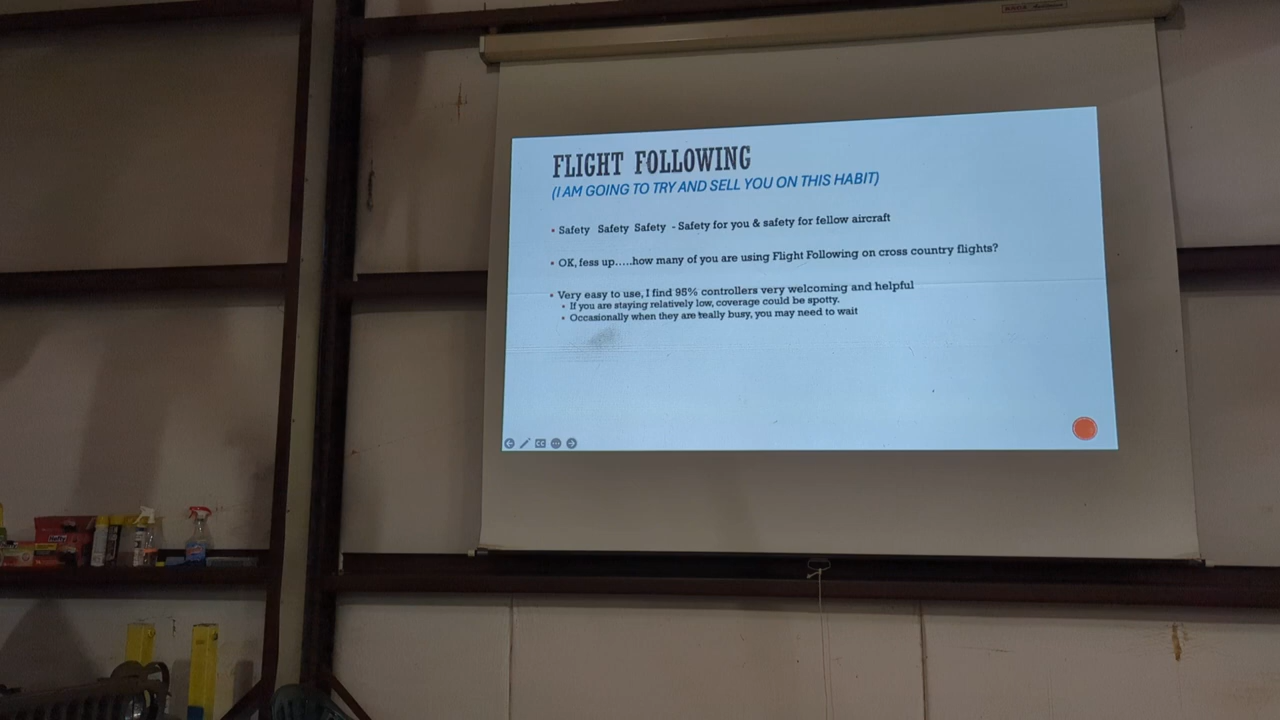 FLIGHT FOLLOWING
(I AM GOING TO TRY AND SELL YOU ON THIS HABIT)
• Safety Safety Safety - Safety for you & safety for fellow aircraft
• OK, fess up.....how many of you are using Flight Following on cross country flights?
• Very easy to use, I find 95% controllers very welcoming and helpful
• If you are staying relatively low, coverage could be spotty.
• Occasionally when they are really busy, you may need to wait